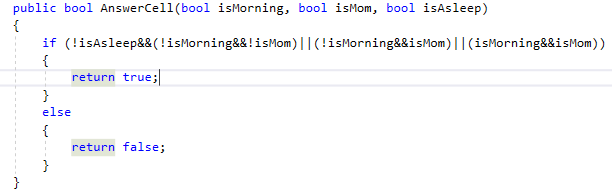 public bool AnswerCell(bool isMorning, bool isMom, bool isAsleep)
{
if (!isAsleep&&(!isMorning&&!isMom)||(!isMorning&&isMom)||(isMorning&&isMom))
{
return true;
}
else
{
return false;
}
}